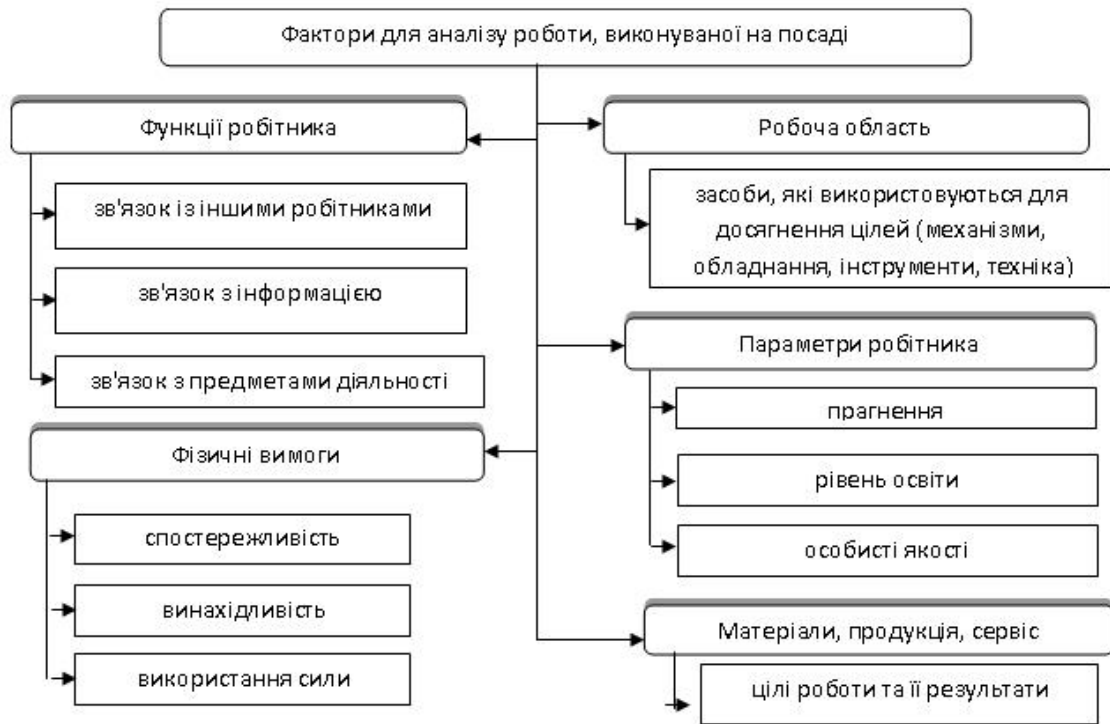 Фактори для аналізу роботи, виконуваної на посаді
Функції робітника
зв'язок із іншими робітниками
зв'язок з інформацією
зв'язок з предметами діяльності
Фізичні вимоги
спостережливість
винахідливість
використання сили
Робоча область
засоби, які використовуються для
досягнення цілей (механізми,
обладнання, інструменти, техніка)
Параметри робітника
прагнення
рівень освіти
особисті якості
Матеріали, продукція, сервіс
цілі роботи та її результати